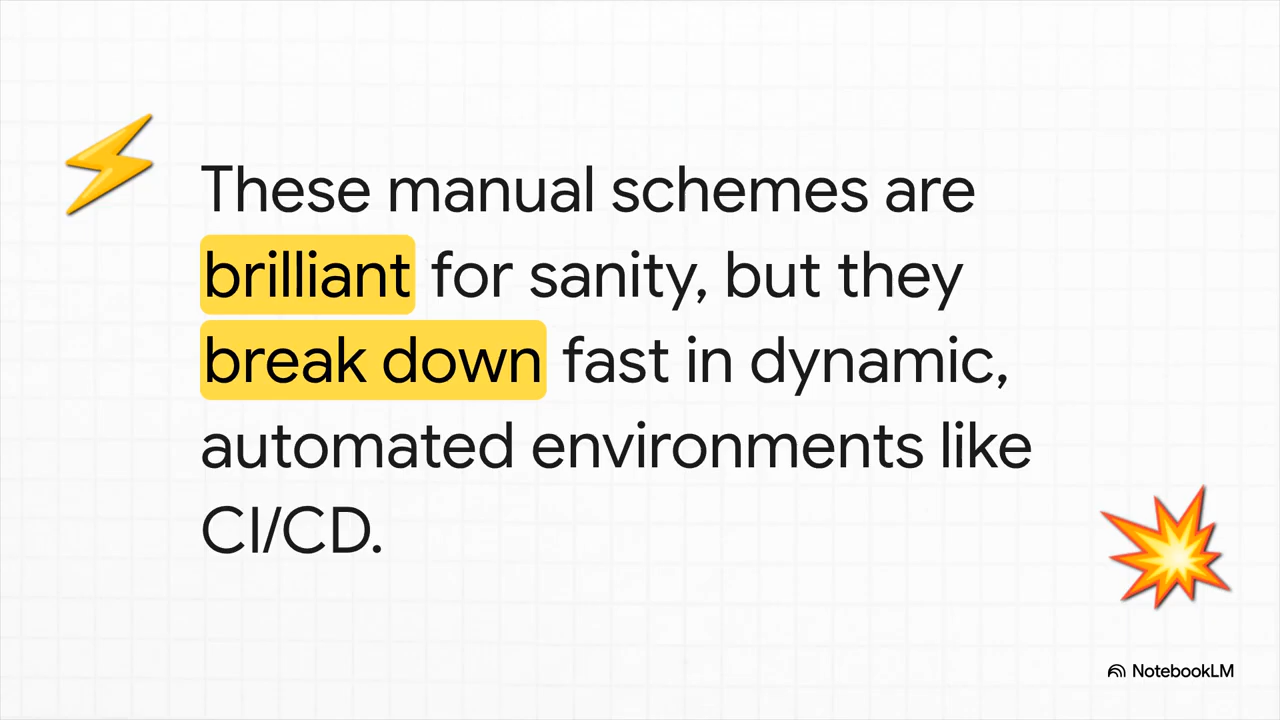 These manual schemes are
brilliant for sanity, but they
break down fast in dynamic,
automated environments like
CI/CD.
NotebookLM